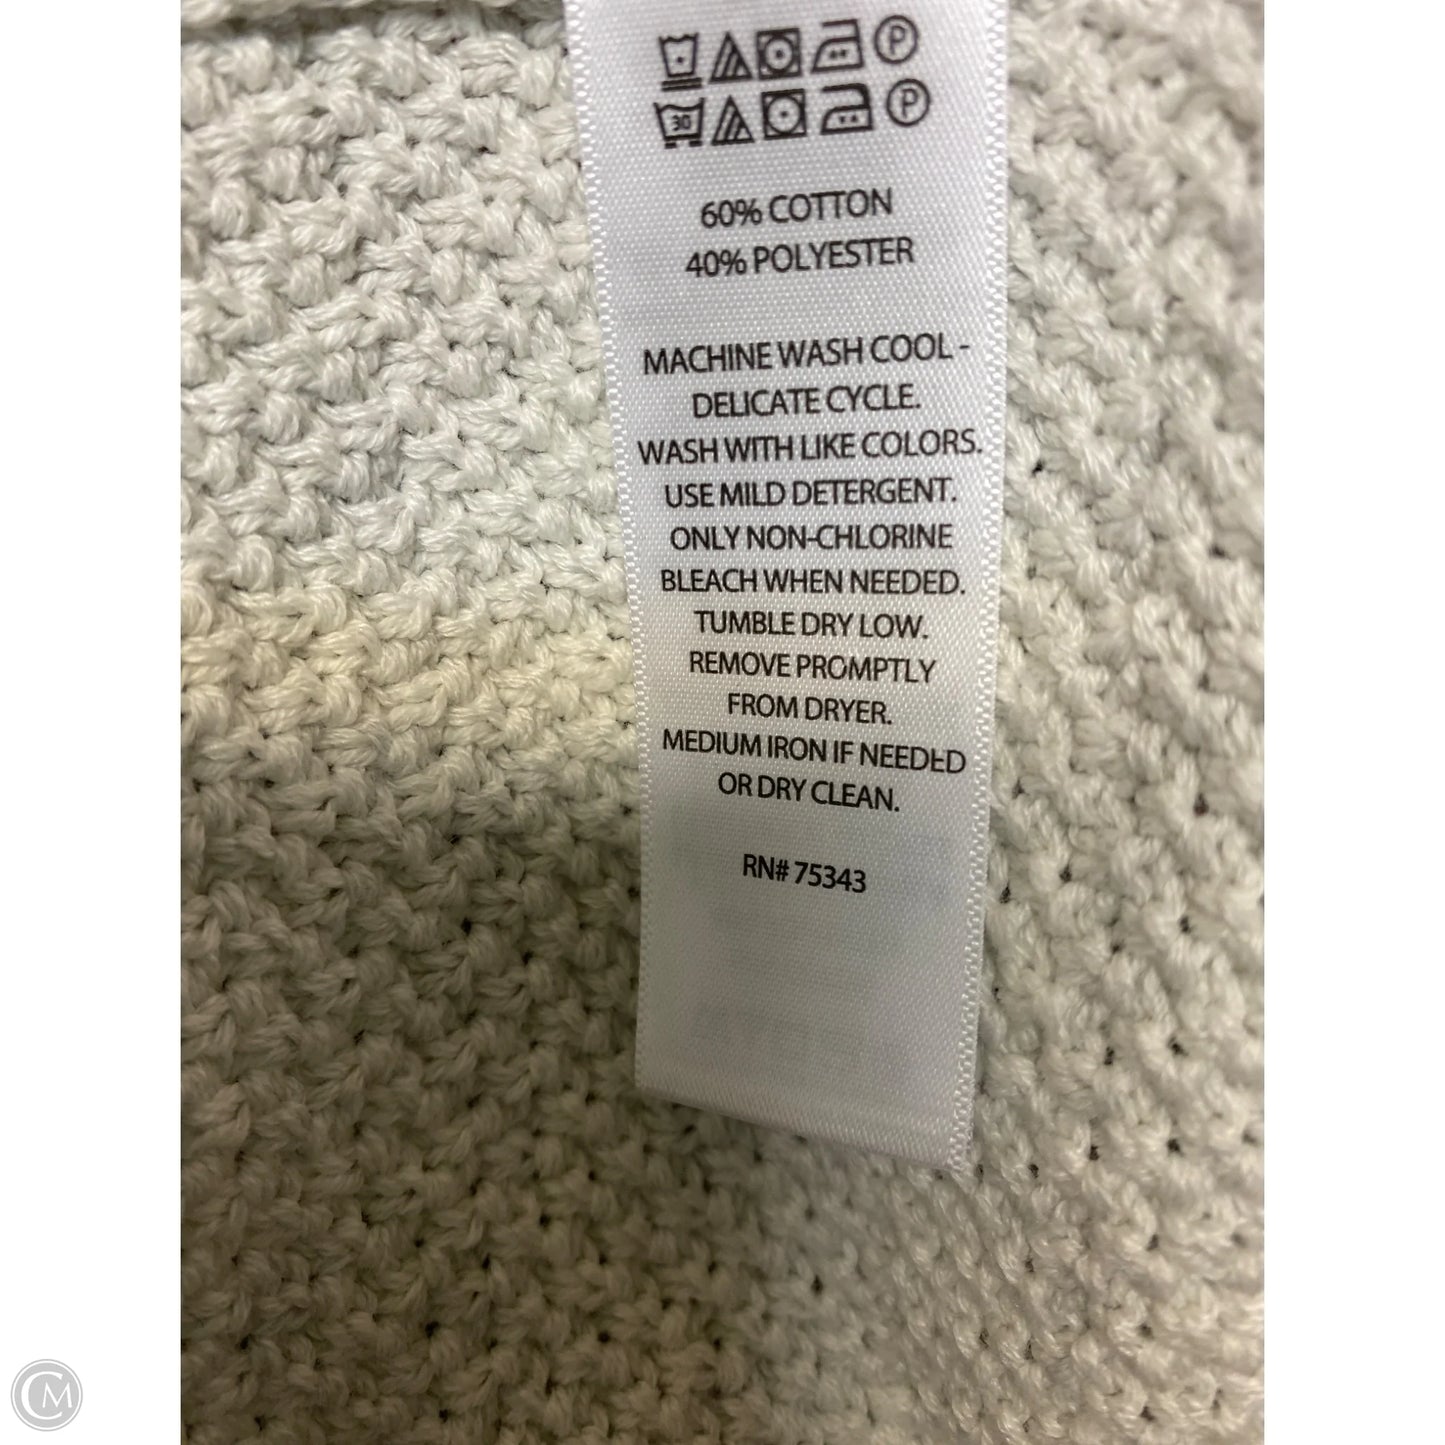 P
30 P
60% COTTON
40% POLYESTER
MACHINE WASH COOL -
DELICATE CYCLE.
WASH WITH LIKE COLORS.
USE MILD DETERGENT.
ONLY NON-CHLORINE
BLEACH WHEN NEEDED.
TUMBLE DRY LOW.
REMOVE PROMPTLY
FROM DRYER.
MEDIUM IRON IF NEEDED
OR DRY CLEAN.
RN# 75343
CM